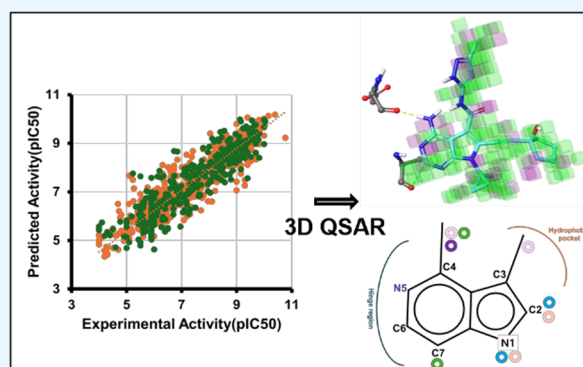 Predicted Activity(pIC50)
11
9
7
5
3
3
5
7
9
11
Experimental Activity(pIC50)
3D QSAR
Hinge region
Hydrophobic
pocket
C4
C3
N5
C2
C6
N1
C7